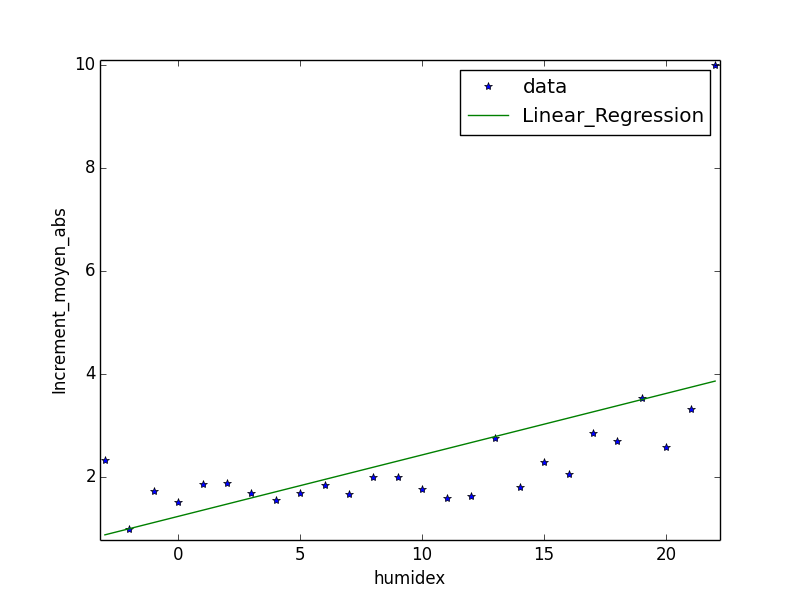 data
Linear_Regression
Increment_moyen_abs
10
8
6
4
2
0
5
10
15
20
humidex